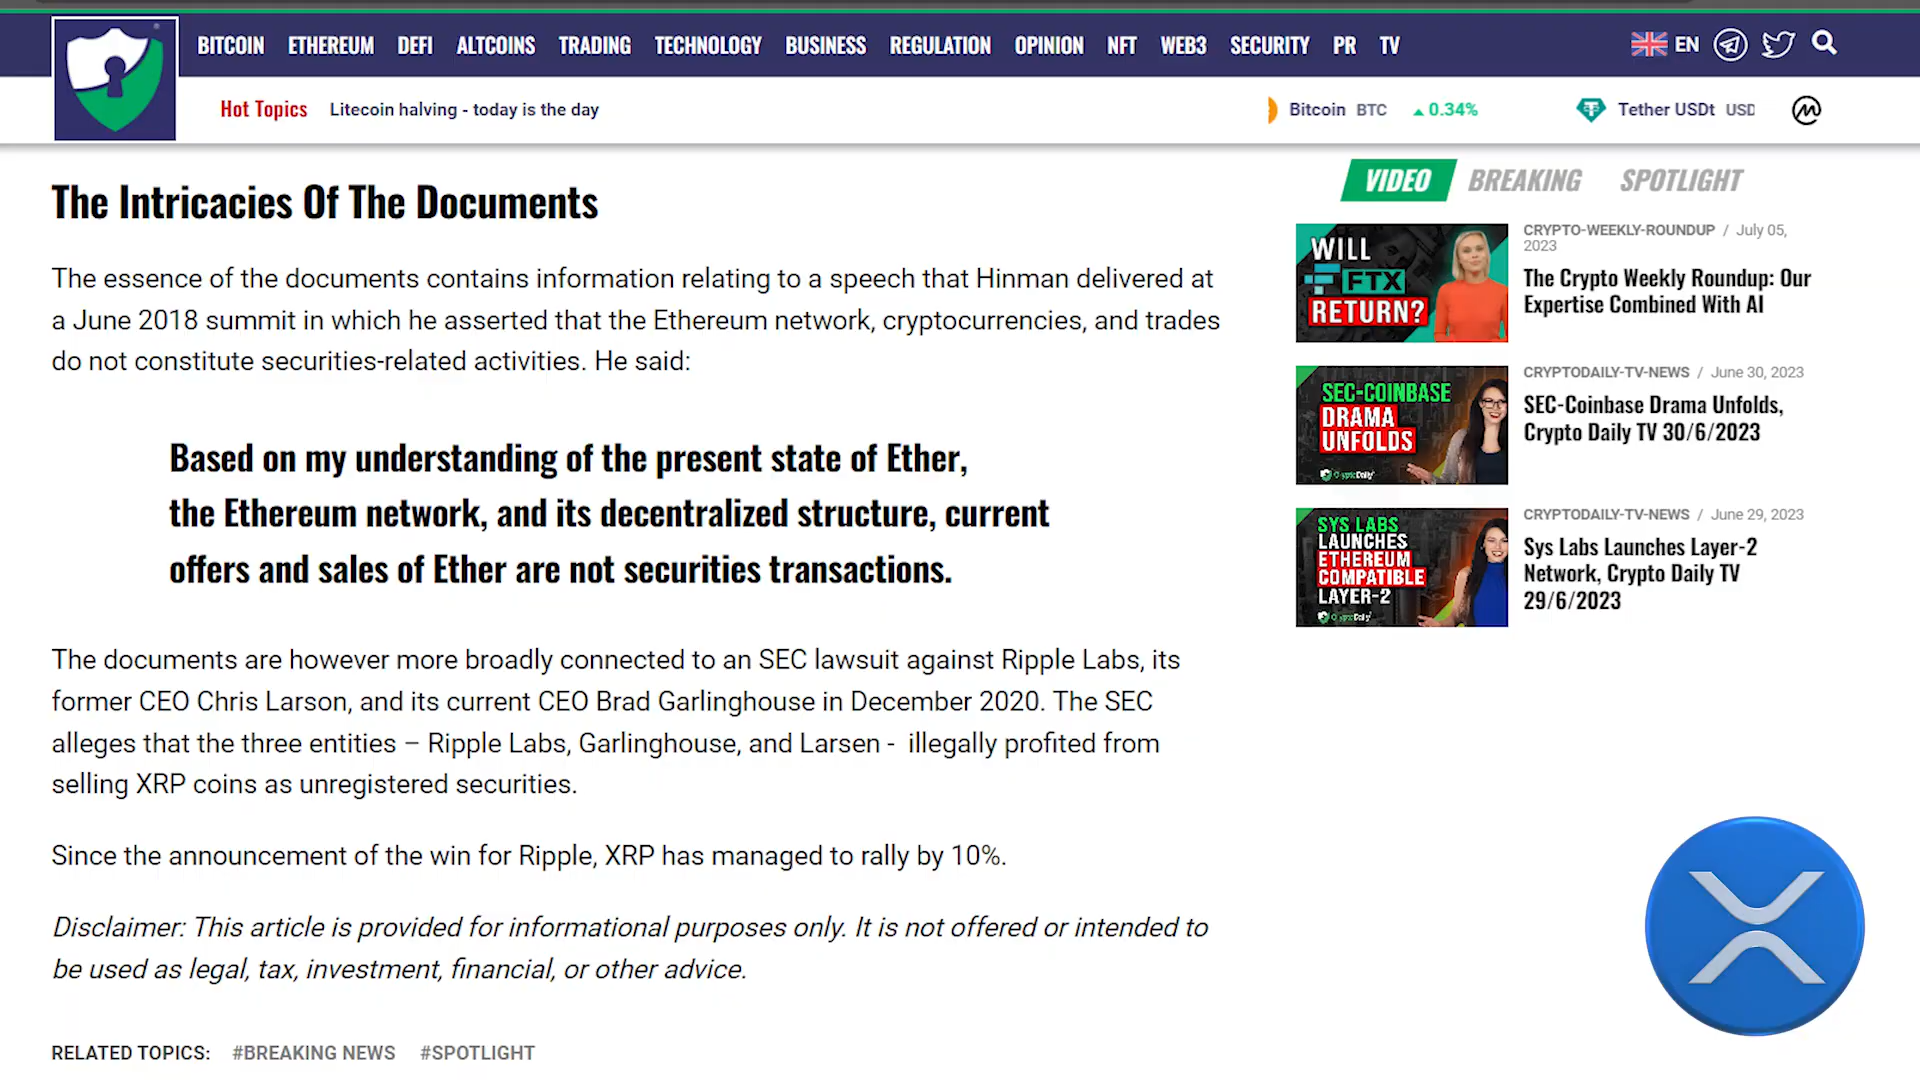 BITCOIN ETHEREUM DEFI ALTCOINS TRADING TECHNOLOGY BUSINESS REGULATION OPINION NFT WEB3 SECURITY PR TV EN
Hot Topics Litecoin halving - today is the day
Bitcoin BTC 0.34% Tether USDt USD
The Intricacies Of The Documents
The essence of the documents contains information relating to a speech that Hinman delivered at
a June 2018 summit in which he asserted that the Ethereum network, cryptocurrencies, and trades
do not constitute securities-related activities. He said:
Based on my understanding of the present state of Ether,
the Ethereum network, and its decentralized structure, current
offers and sales of Ether are not securities transactions.
The documents are however more broadly connected to an SEC lawsuit against Ripple Labs, its
former CEO Chris Larson, and its current CEO Brad Garlinghouse in December 2020. The SEC
alleges that the three entities – Ripple Labs, Garlinghouse, and Larsen - illegally profited from
selling XRP coins as unregistered securities.
Since the announcement of the win for Ripple, XRP has managed to rally by 10%.
Disclaimer: This article is provided for informational purposes only. It is not offered or intended to
be used as legal, tax, investment, financial, or other advice.
RELATED TOPICS: #BREAKING NEWS #SPOTLIGHT
VIDEO BREAKING SPOTLIGHT
WILL
FTX
RETURN?
CRYPTO-WEEKLY-ROUNDUP / July 05,
2023
The Crypto Weekly Roundup: Our
Expertise Combined With AI
SEC-COINBASE
DRAMA
UNFOLDS
CryptoDaily
CRYPTODAILY-TV-NEWS / June 30, 2023
SEC-Coinbase Drama Unfolds,
Crypto Daily TV 30/6/2023
SYS LABS
LAUNCHES
ETHEREUM
COMPATIBLE
LAYER-2
CryptoDaily
CRYPTODAILY-TV-NEWS / June 29, 2023
Sys Labs Launches Layer-2
Network, Crypto Daily TV
29/6/2023